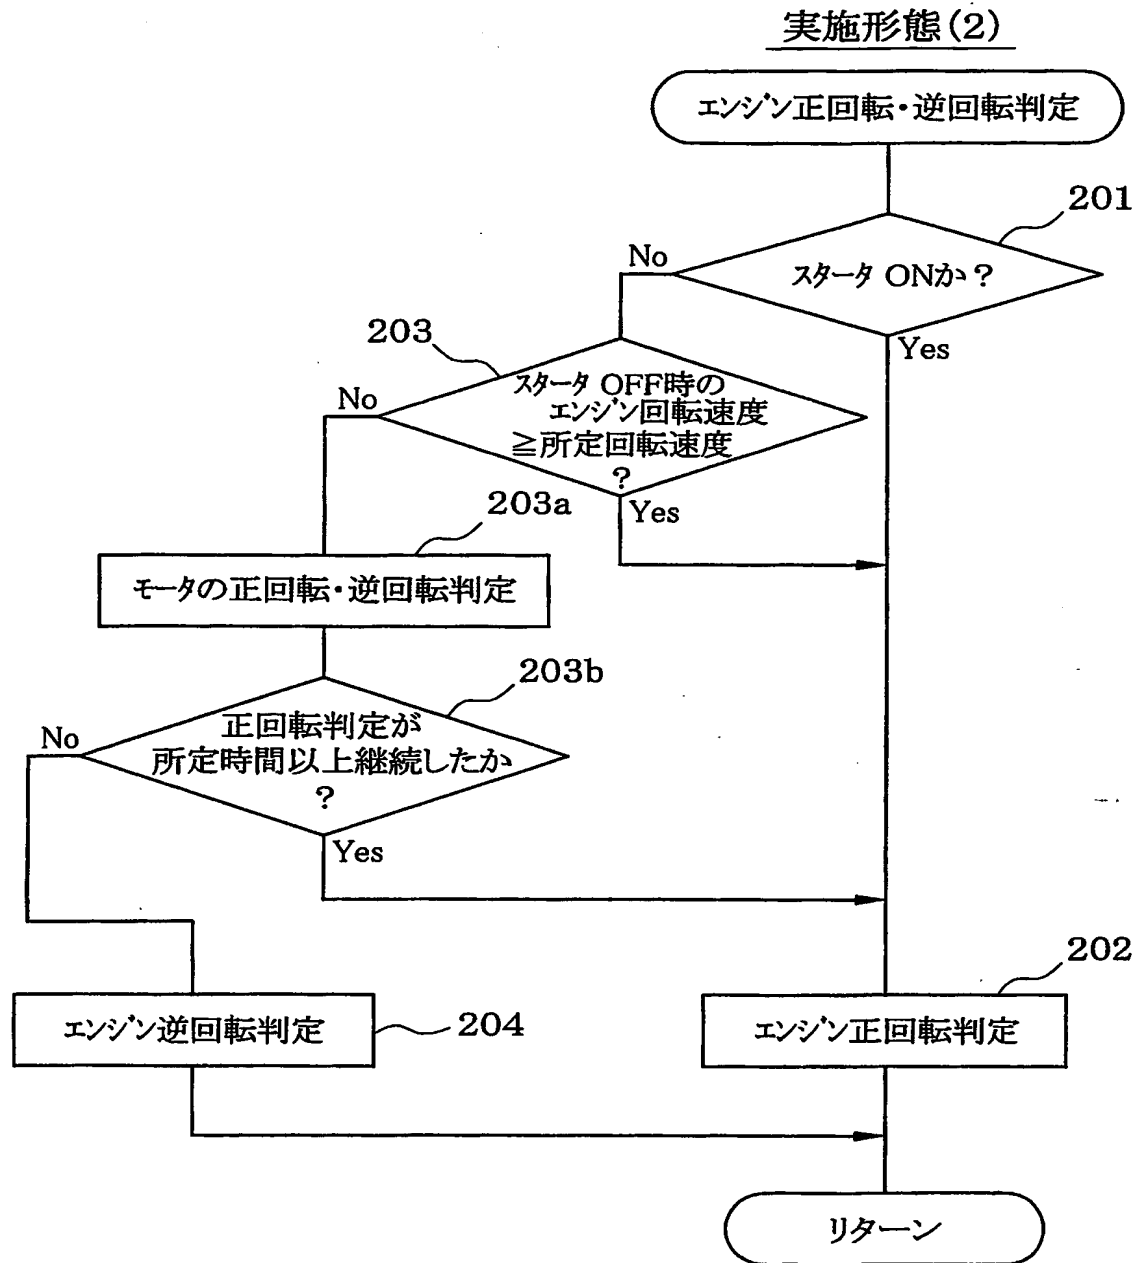 実施形態(2)
エンジン正回転・逆回転判定
201
スタータ ONか?
No
Yes
203
スタータ OFF時の
エンジン回転速度
≧所定回転速度
?
No
Yes
203a
モータの正回転・逆回転判定
203b
正回転判定が
所定時間以上継続したか
?
No
Yes
202
エンジン逆回転判定
204
エンジン正回転判定
リターン